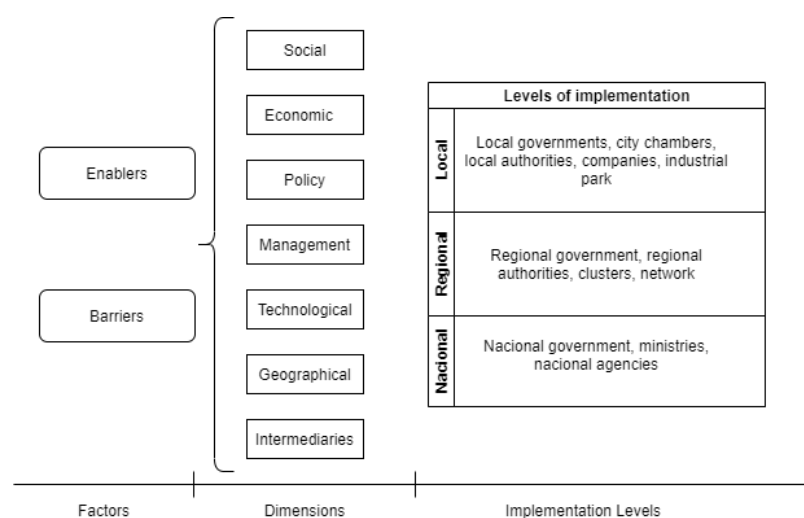 Enablers
Barriers
Social
Economic
Policy
Management
Technological
Geographical
Intermediaries
Levels of implementation
Local
Local governments, city chambers,
local authorities, companies, industrial
park
Regional
Regional government, regional
authorities, clusters, network
Nacional
Nacional government, ministries,
nacional agencies
Factors
Dimensions
Implementation Levels